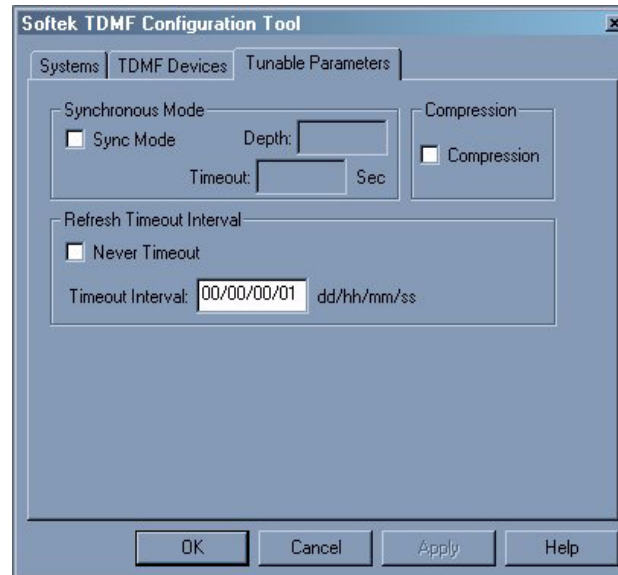 Softek TDMF Configuration Tool
Systems TDMF Devices Tunable Parameters
Synchronous Mode
Sync Mode Depth:
Timeout: Sec
Compression
Compression
Refresh Timeout Interval
Never Timeout
Timeout Interval: 00/00/00/01 dd/hh/mm/ss
OK Cancel Apply Help